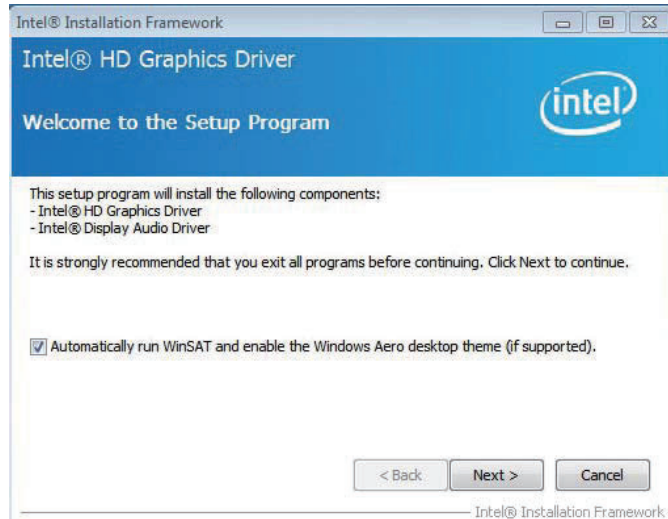 Intel® Installation Framework
Intel® HD Graphics Driver
Welcome to the Setup Program
intel
This setup program will install the following components:
- Intel® HD Graphics Driver
- Intel® Display Audio Driver
It is strongly recommended that you exit all programs before continuing. Click Next to continue.
Automatically run WinSAT and enable the Windows Aero desktop theme (if supported).
< Back Next > Cancel
Intel® Installation Framework